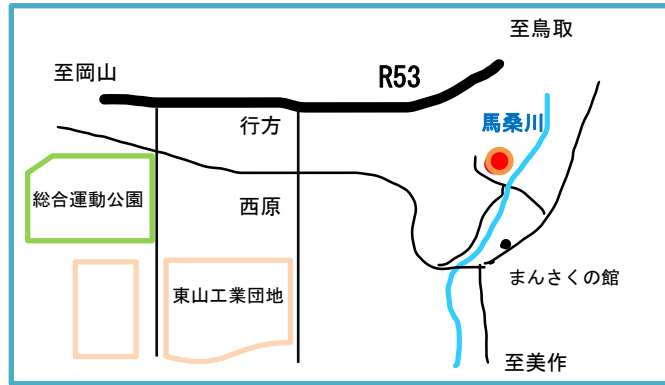 至鳥取
至岡山
R53
行方
馬桑川
総合運動公園
西原
まんさくの館
東山工業団地
至美作